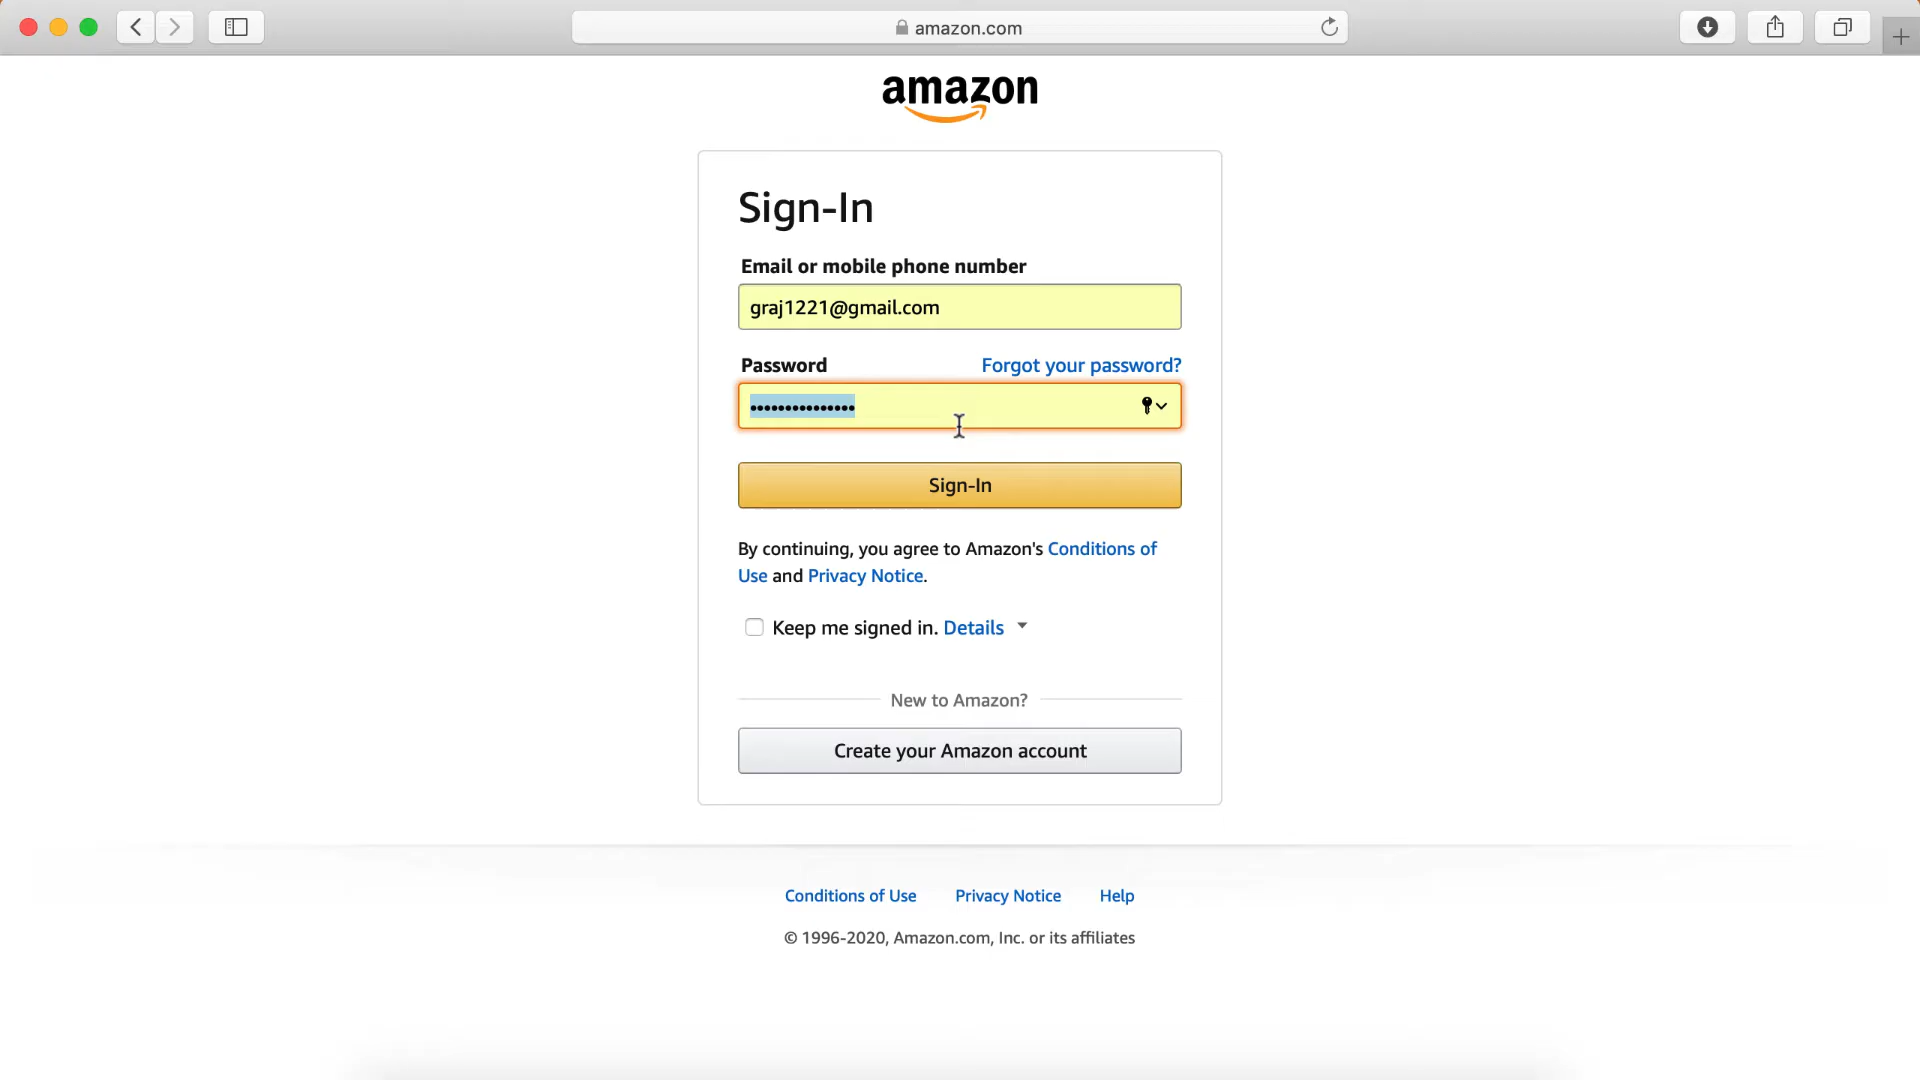 amazon.com
amazon
Sign-In
Email or mobile phone number
graj1221@gmail.com
Password Forgot your password?
•••••••••••••••
Sign-In
By continuing, you agree to Amazon's Conditions of
Use and Privacy Notice.
Keep me signed in. Details
New to Amazon?
Create your Amazon account
Conditions of Use Privacy Notice Help
© 1996-2020, Amazon.com, Inc. or its affiliates